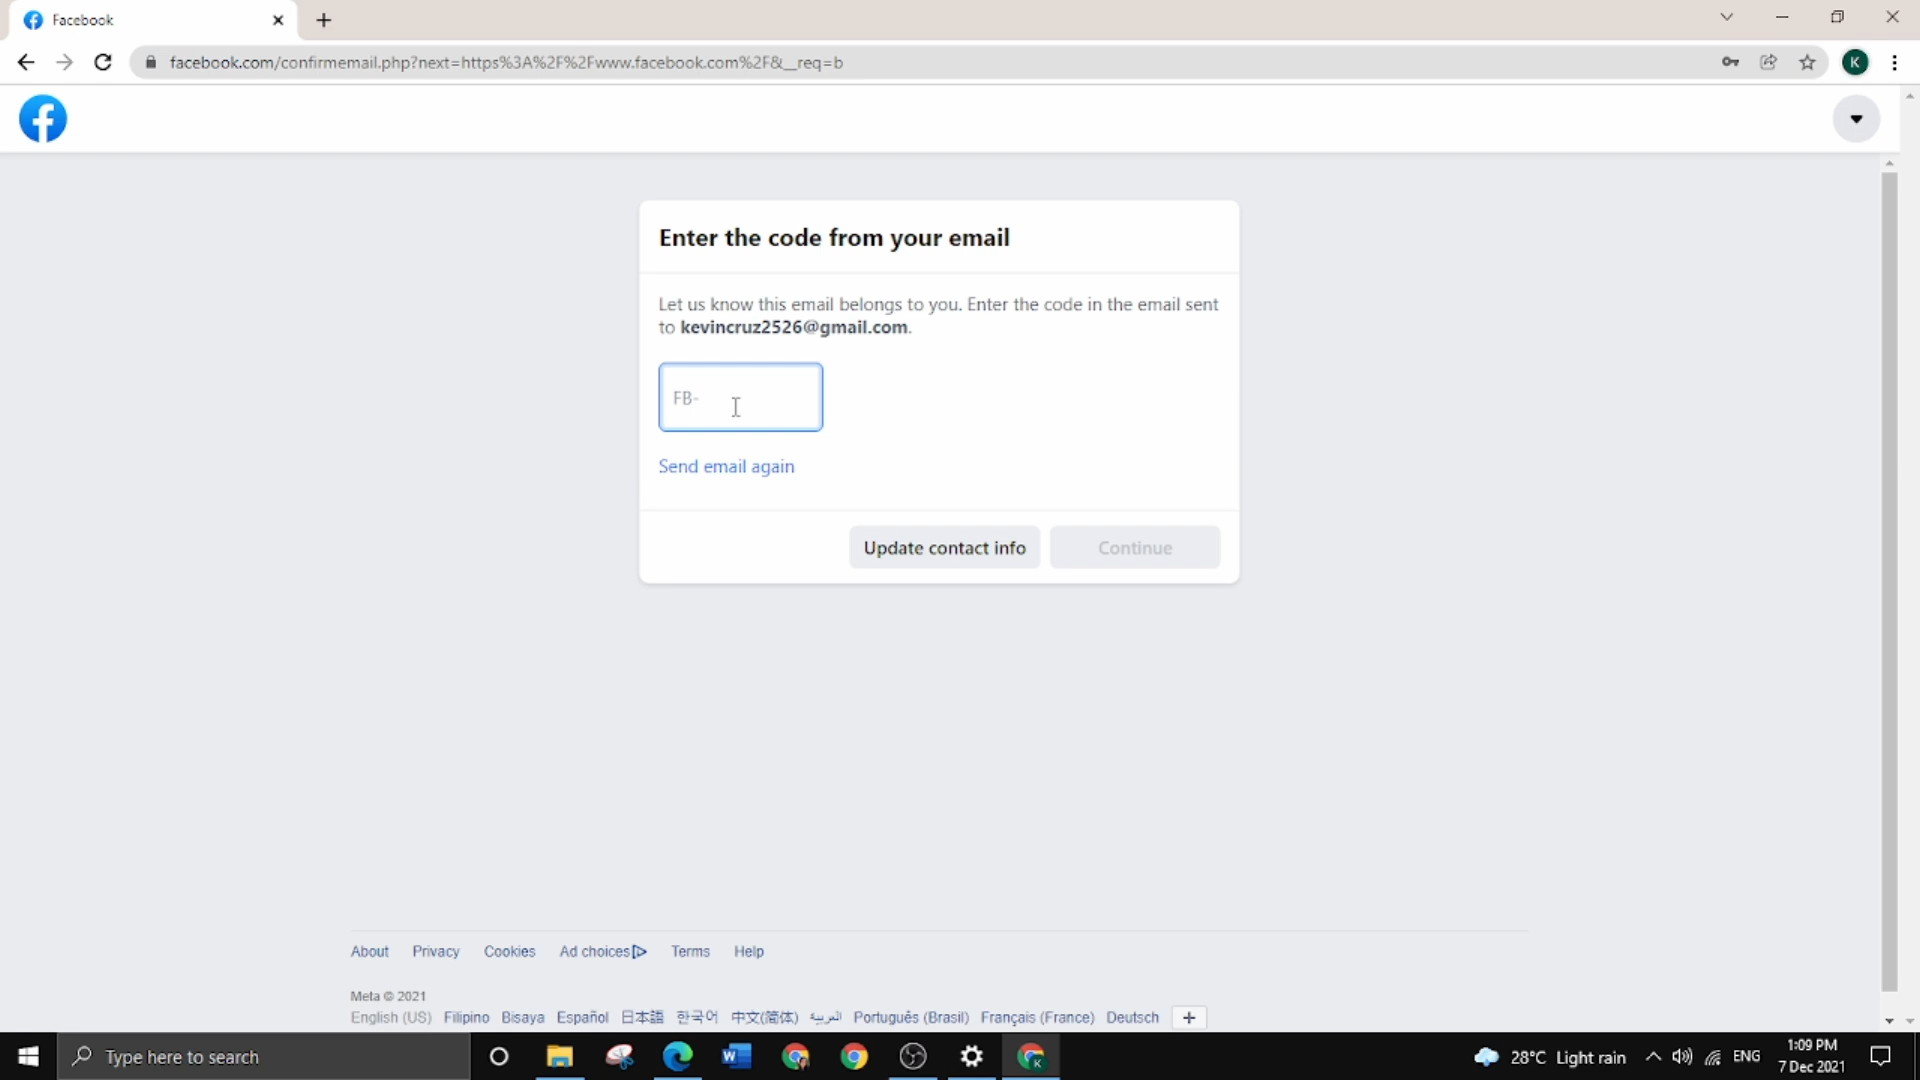 Facebook
facebook.com/confirmemail.php?next=https%3A%2F%2Fwww.facebook.com%2F&__req=b
K
Enter the code from your email
Let us know this email belongs to you. Enter the code in the email sent
to kevincruz2526@gmail.com.
FB-
Send email again
Update contact info
Continue
About Privacy Cookies Ad choices Terms Help
Meta © 2021
English (US) Filipino Bisaya Español 日本語 한국어 中文(简体) العربية Português (Brasil) Français (France) Deutsch +
Type here to search
28°C Light rain
ENG
1:09 PM
7 Dec 2021